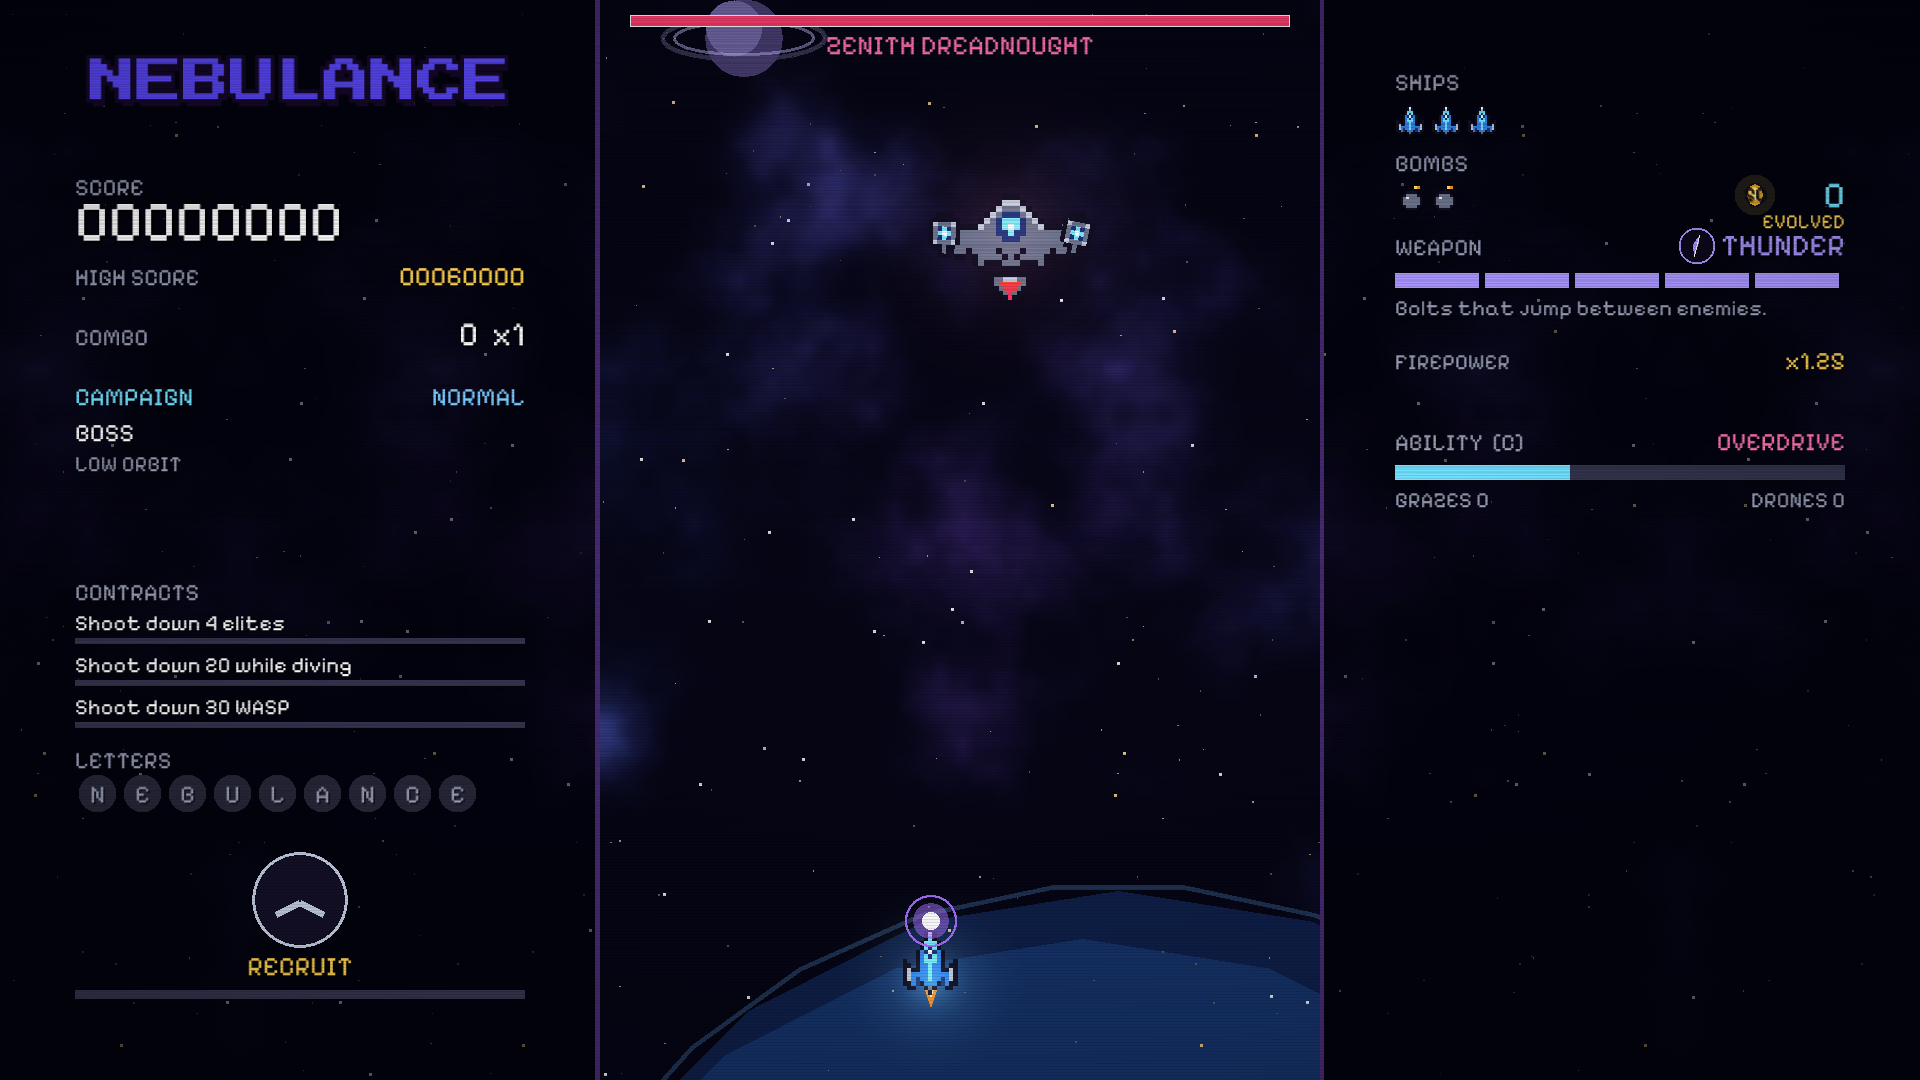 NEBULANCE
SCORE
00000000
HIGH SCORE 00060000
COMBO 0 x1
CAMPAIGN NORMAL
BOSS
LOW ORBIT
CONTRACTS
Shoot down 4 elites
Shoot down 20 while diving
Shoot down 30 WASP
LETTERS
N E B U L A N C E
RECRUIT
ZENITH DREADNOUGHT
SHIPS
BOMBS
0
EVOLVED
WEAPON THUNDER
Bolts that jump between enemies.
FIREPOWER x1.28
ABILITY (C) OVERDRIVE
GRAZES 0 DRONES 0